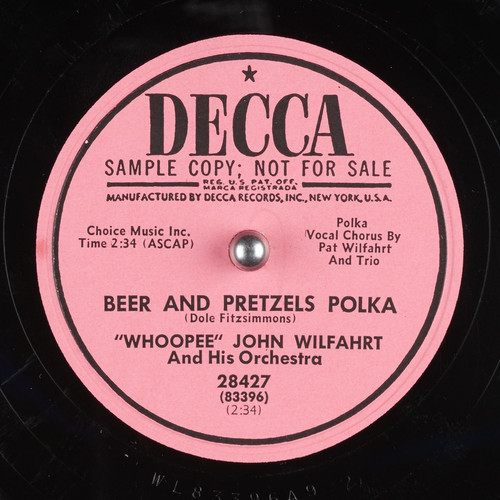 ★
DECCA
SAMPLE COPY; NOT FOR SALE
REG. U.S. PAT. OFF.
MARCA REGISTRADA
MANUFACTURED BY DECCA RECORDS, INC., NEW YORK, U.S.A.
Choice Music Inc.
Time 2:34 (ASCAP)
Polka
Vocal Chorus By
Pat Wilfahrt
And Trio
BEER AND PRETZELS POLKA
(Dole Fitzsimmons)
"WHOOPEE" JOHN WILFAHRT
And His Orchestra
28427
(83396)
(2:34)